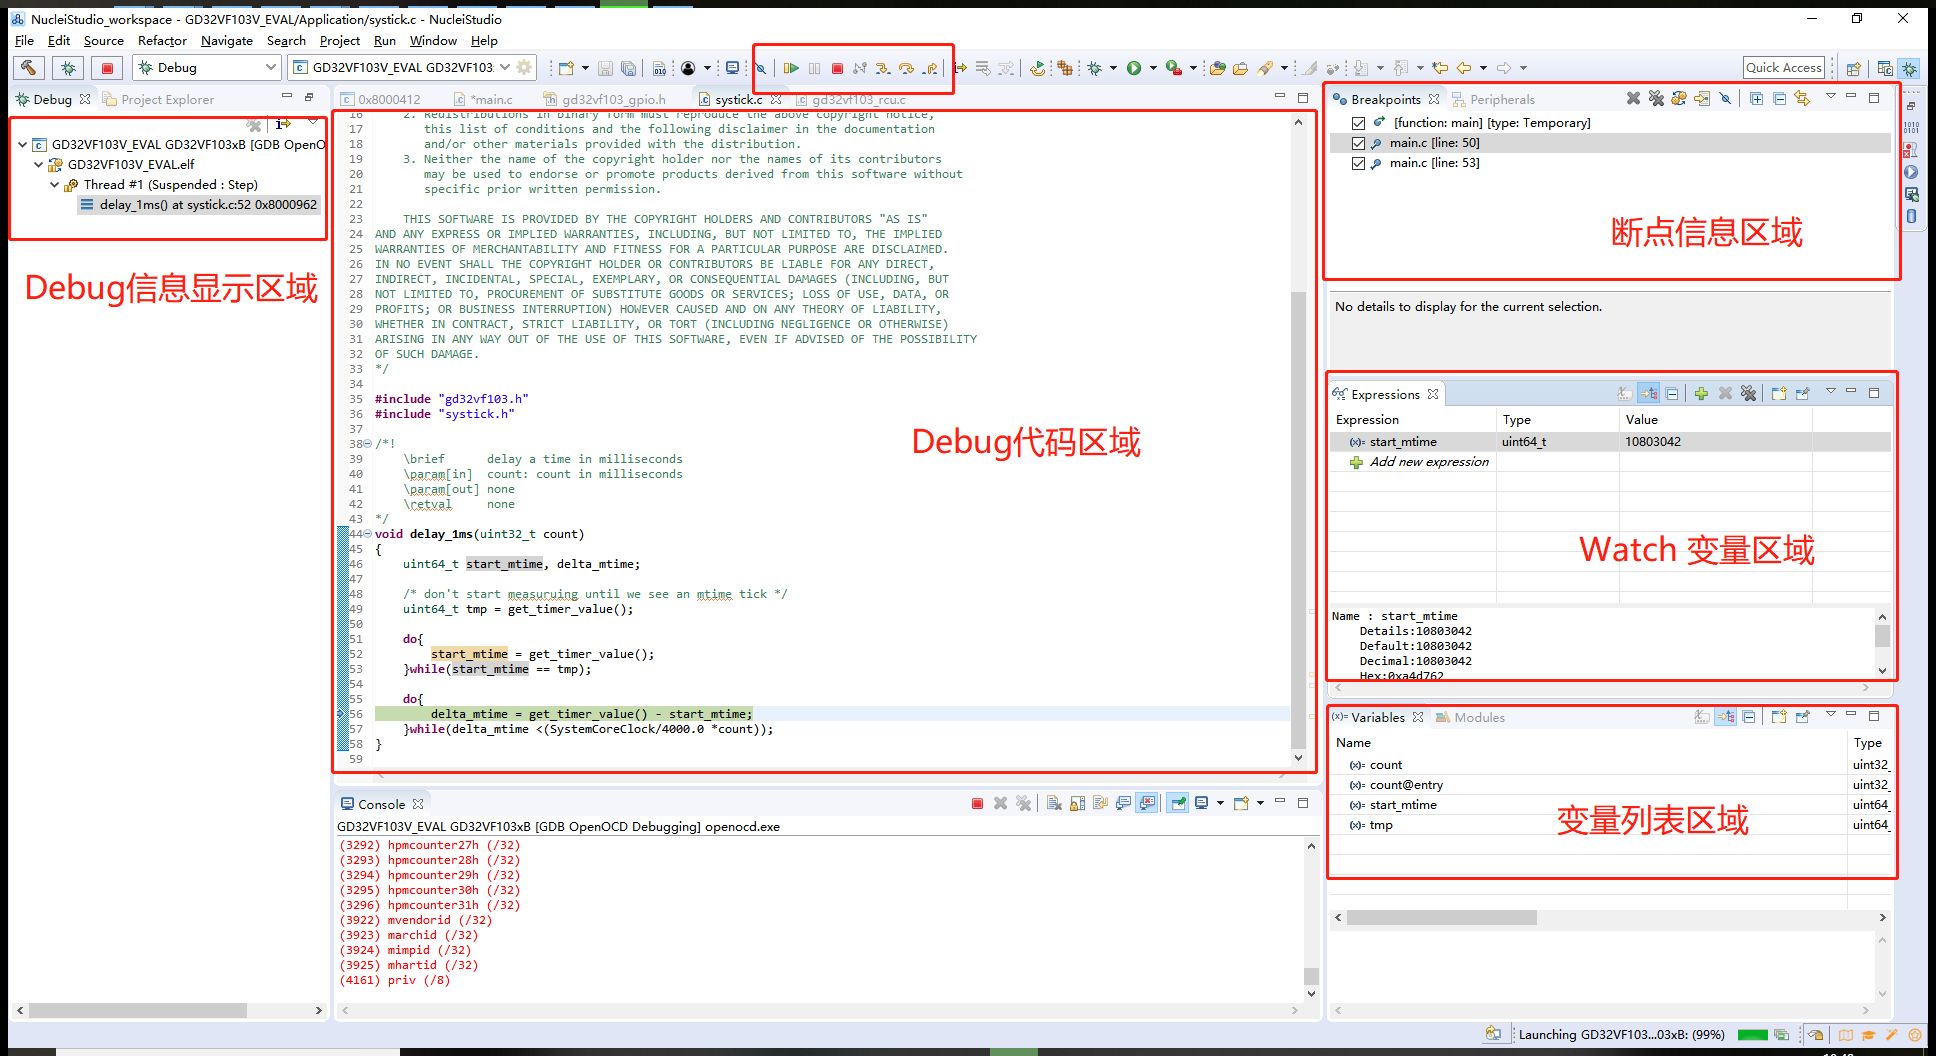 NucleiStudio_workspace - GD32VF103V_EVAL/Application/systick.c - NucleiStudio
File Edit Source Refactor Navigate Search Project Run Window Help
Debug GD32VF103V_EVAL GD32VF103: Quick Access
Debug Project Explorer
GD32VF103V_EVAL GD32VF103xB [GDB OpenO
GD32VF103V_EVAL.elf
Thread #1 (Suspended : Step)
delay_1ms() at systick.c:52 0x8000962
Debug信息显示区域
0x8000412 *main.c gd32vf103_gpio.h systick.c gd32vf103_rcu.c
16 2. Redistributions in binary form must reproduce the above copyright notice,
17 this list of conditions and the following disclaimer in the documentation
18 and/or other materials provided with the distribution.
19 3. Neither the name of the copyright holder nor the names of its contributors
20 may be used to endorse or promote products derived from this software without
21 specific prior written permission.
22
23 THIS SOFTWARE IS PROVIDED BY THE COPYRIGHT HOLDERS AND CONTRIBUTORS "AS IS"
24 AND ANY EXPRESS OR IMPLIED WARRANTIES, INCLUDING, BUT NOT LIMITED TO, THE IMPLIED
25 WARRANTIES OF MERCHANTABILITY AND FITNESS FOR A PARTICULAR PURPOSE ARE DISCLAIMED.
26 IN NO EVENT SHALL THE COPYRIGHT HOLDER OR CONTRIBUTORS BE LIABLE FOR ANY DIRECT,
27 INDIRECT, INCIDENTAL, SPECIAL, EXEMPLARY, OR CONSEQUENTIAL DAMAGES (INCLUDING, BUT
28 NOT LIMITED TO, PROCUREMENT OF SUBSTITUTE GOODS OR SERVICES; LOSS OF USE, DATA, OR
29 PROFITS; OR BUSINESS INTERRUPTION) HOWEVER CAUSED AND ON ANY THEORY OF LIABILITY,
30 WHETHER IN CONTRACT, STRICT LIABILITY, OR TORT (INCLUDING NEGLIGENCE OR OTHERWISE)
31 ARISING IN ANY WAY OUT OF THE USE OF THIS SOFTWARE, EVEN IF ADVISED OF THE POSSIBILITY
32 OF SUCH DAMAGE.
33 */
34
35 #include "gd32vf103.h"
36 #include "systick.h"
37
38 /*!
39 \brief delay a time in milliseconds
40 \param[in] count: count in milliseconds
41 \param[out] none
42 \retval none
43 */
44 void delay_1ms(uint32_t count)
45 {
46 uint64_t start_mtime, delta_mtime;
47
48 /* don't start measuruing until we see an mtime tick */
49 uint64_t tmp = get_timer_value();
50
51 do{
52 start_mtime = get_timer_value();
53 }while(start_mtime == tmp);
54
55 do{
56 delta_mtime = get_timer_value() - start_mtime;
57 }while(delta_mtime <(SystemCoreClock/4000.0 *count));
58 }
59
Debug代码区域
Console
GD32VF103V_EVAL GD32VF103xB [GDB OpenOCD Debugging] openocd.exe
(3292) hpmcounter27h (/32)
(3293) hpmcounter28h (/32)
(3294) hpmcounter29h (/32)
(3295) hpmcounter30h (/32)
(3296) hpmcounter31h (/32)
(3922) mvendorid (/32)
(3923) marchid (/32)
(3924) mimpid (/32)
(3925) mhartid (/32)
(4161) priv (/8)
Breakpoints Peripherals
[function: main] [type: Temporary]
main.c [line: 50]
main.c [line: 53]
断点信息区域
No details to display for the current selection.
Expressions
Expression Type Value
(x)= start_mtime uint64_t 10803042
Add new expression
Watch 变量区域
Name : start_mtime
Details:10803042
Default:10803042
Decimal:10803042
Hex:0xa4d762
(x)= Variables Modules
Name Type
(x)= count uint32_
(x)= count@entry uint32_
(x)= start_mtime uint64_
(x)= tmp uint64_
变量列表区域
Launching GD32VF103...03xB: (99%)